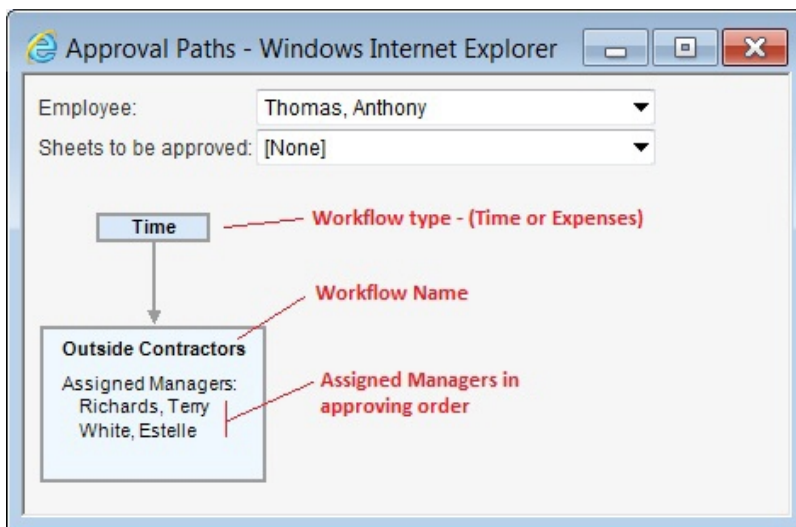 Approval Paths - Windows Internet Explorer
Employee: Thomas, Anthony
Sheets to be approved: [None]
Time
Workflow type - (Time or Expenses)
Workflow Name
Outside Contractors
Assigned Managers:
Richards, Terry
White, Estelle
Assigned Managers in
approving order